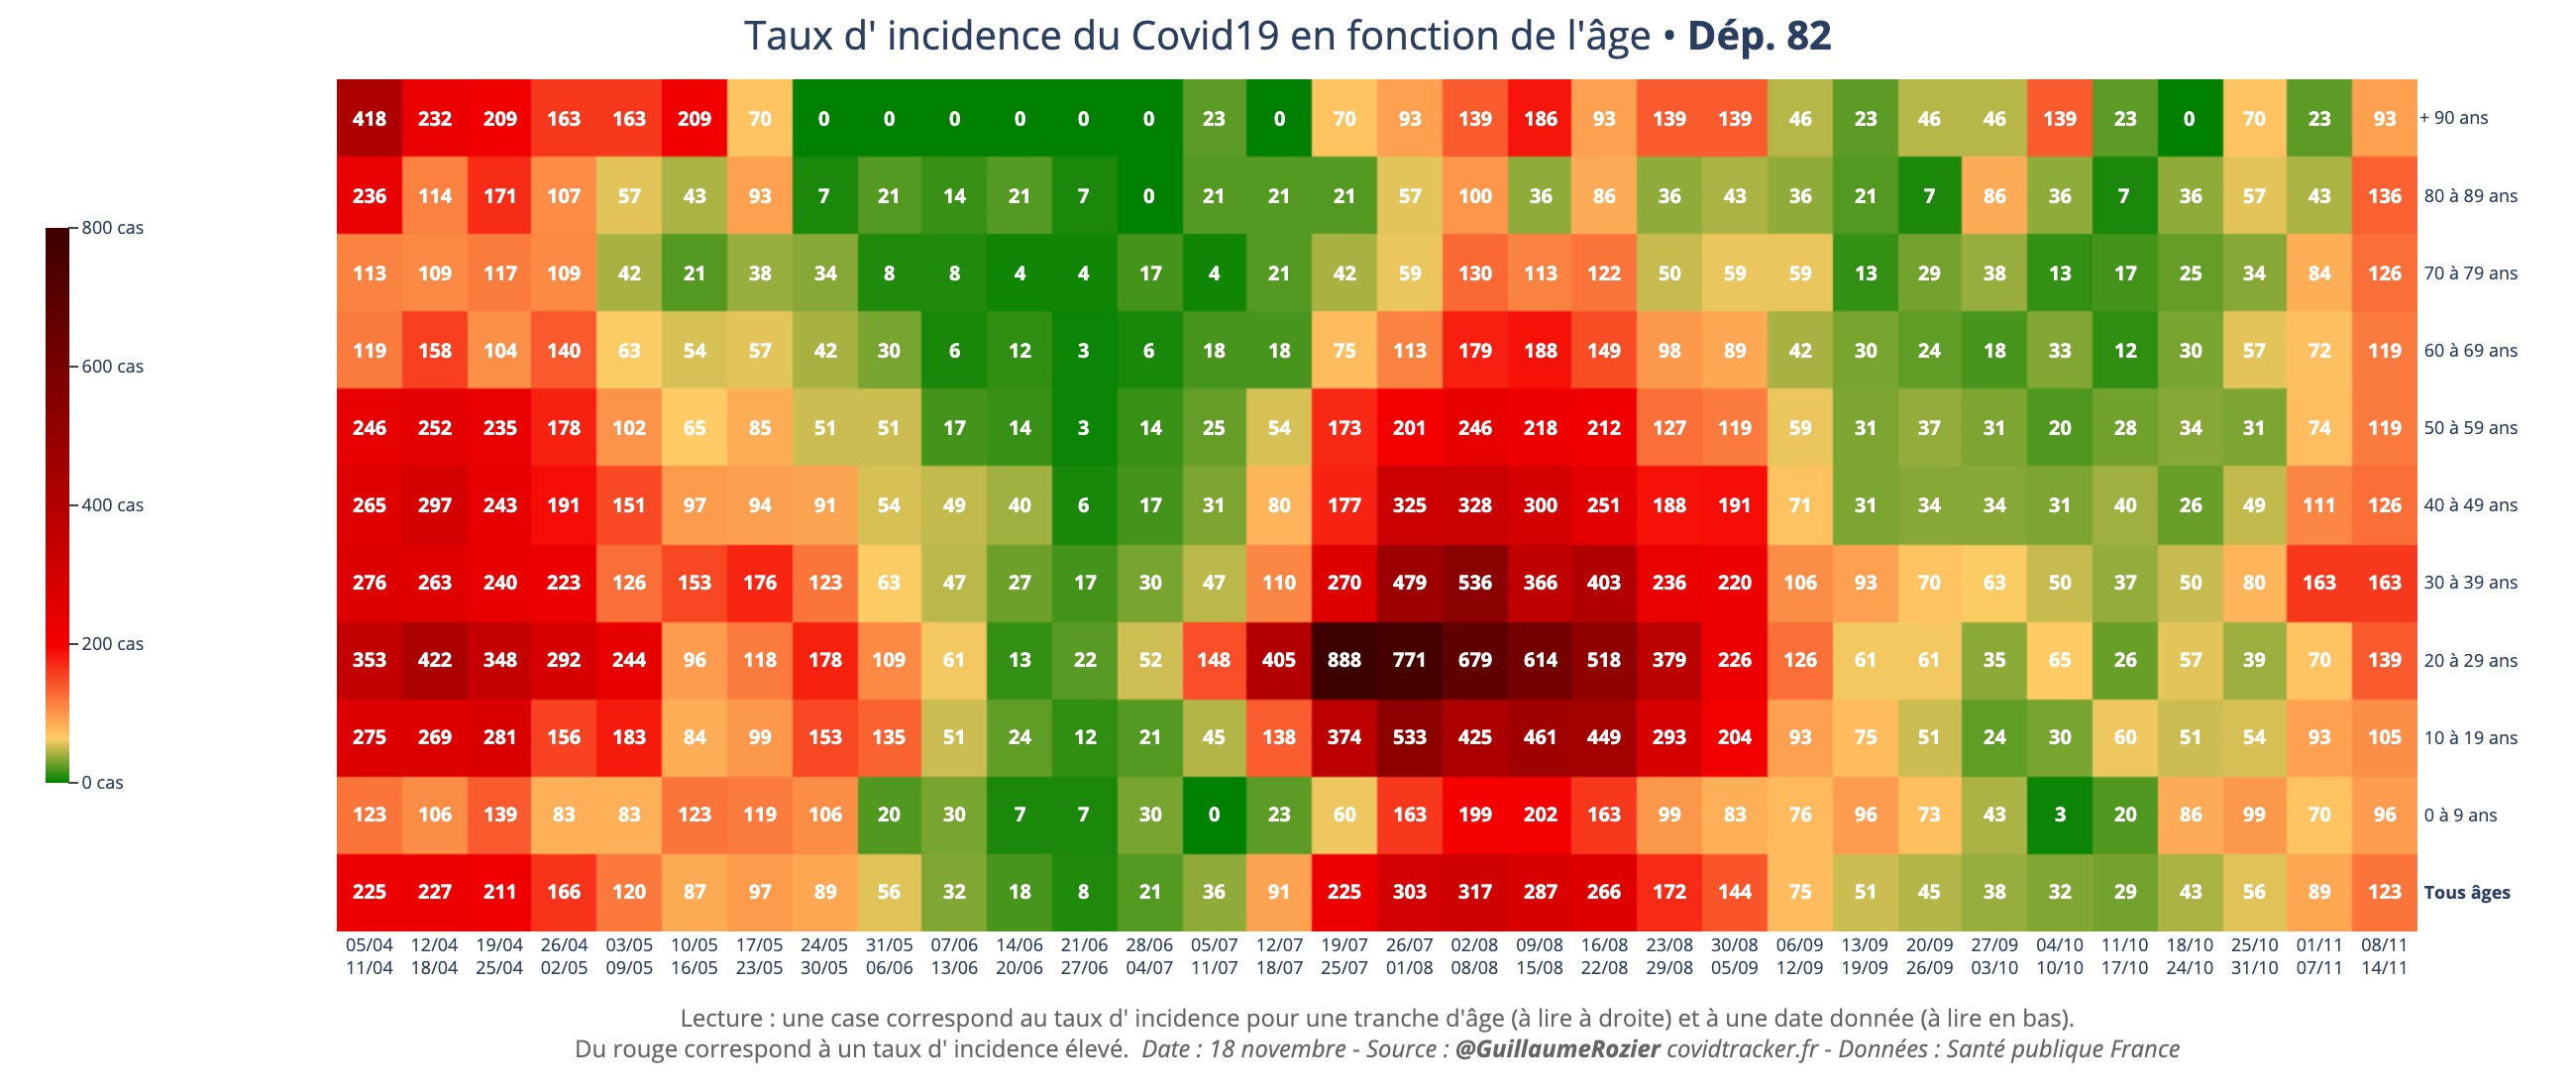 Taux d' incidence du Covid19 en fonction de l'âge • Dép. 82
418 232 209 163 163 209 70 0 0 0 0 0 0 23 0 70 93 139 186 93 139 139 46 23 46 46 139 23 0 70 23 93 + 90 ans
236 114 171 107 57 43 93 7 21 14 21 7 0 21 21 21 57 100 36 86 36 43 36 21 7 86 36 7 36 57 43 136 80 à 89 ans
800 cas
113 109 117 109 42 21 38 34 8 8 4 4 17 4 21 42 59 130 113 122 50 59 59 13 29 38 13 17 25 34 84 126 70 à 79 ans
119 158 104 140 63 54 57 42 30 6 12 3 6 18 18 75 113 179 188 149 98 89 42 30 24 18 33 12 30 57 72 119 60 à 69 ans
600 cas
246 252 235 178 102 65 85 51 51 17 14 3 14 25 54 173 201 246 218 212 127 119 59 31 37 31 20 28 34 31 74 119 50 à 59 ans
400 cas
265 297 243 191 151 97 94 91 54 49 40 6 17 31 80 177 325 328 300 251 188 191 71 31 34 34 31 40 26 49 111 126 40 à 49 ans
276 263 240 223 126 153 176 123 63 47 27 17 30 47 110 270 479 536 366 403 236 220 106 93 70 63 50 37 50 80 163 163 30 à 39 ans
200 cas
353 422 348 292 244 96 118 178 109 61 13 22 52 148 405 888 771 679 614 518 379 226 126 61 61 35 65 26 57 39 70 139 20 à 29 ans
275 269 281 156 183 84 99 153 135 51 24 12 21 45 138 374 533 425 461 449 293 204 93 75 51 24 30 60 51 54 93 105 10 à 19 ans
0 cas
123 106 139 83 83 123 119 106 20 30 7 7 30 0 23 60 163 199 202 163 99 83 76 96 73 43 3 20 86 99 70 96 0 à 9 ans
225 227 211 166 120 87 97 89 56 32 18 8 21 36 91 225 303 317 287 266 172 144 75 51 45 38 32 29 43 56 89 123 Tous âges
05/04 12/04 19/04 26/04 03/05 10/05 17/05 24/05 31/05 07/06 14/06 21/06 28/06 05/07 12/07 19/07 26/07 02/08 09/08 16/08 23/08 30/08 06/09 13/09 20/09 27/09 04/10 11/10 18/10 25/10 01/11 08/11
11/04 18/04 25/04 02/05 09/05 16/05 23/05 30/05 06/06 13/06 20/06 27/06 04/07 11/07 18/07 25/07 01/08 08/08 15/08 22/08 29/08 05/09 12/09 19/09 26/09 03/10 10/10 17/10 24/10 31/10 07/11 14/11
Lecture : une case correspond au taux d' incidence pour une tranche d'âge (à lire à droite) et à une date donnée (à lire en bas).
Du rouge correspond à un taux d' incidence élevé. Date : 18 novembre - Source : @GuillaumeRozier covidtracker.fr - Données : Santé publique France